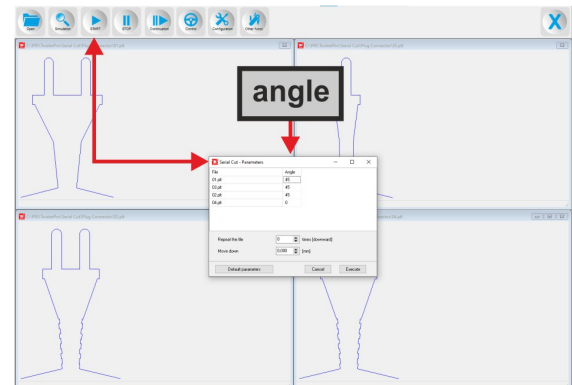 Open
Simulation
START
STOP
Continuation
Control
Configuration
Other functi
angle
Serial Cut - Parameters
File Angle
01.plt 45
03.plt 45
02.plt 45
04.plt 0
Repeat the file 0 times [downward]
Move down 0.000 [mm]
Default parameters Cancel Execute